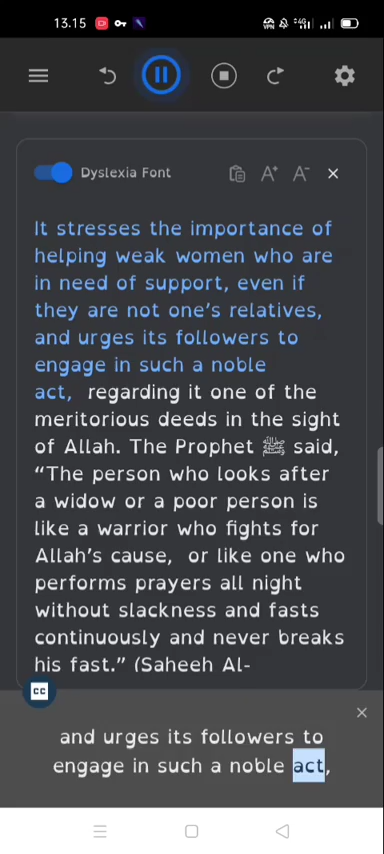 13.15
VPN 4G
Dyslexia Font
A+ A-
It stresses the importance of
helping weak women who are
in need of support, even if
they are not one's relatives,
and urges its followers to
engage in such a noble
act, regarding it one of the
meritorious deeds in the sight
of Allah. The Prophet ﷺ said,
“The person who looks after
a widow or a poor person is
like a warrior who fights for
Allah's cause, or like one who
performs prayers all night
without slackness and fasts
continuously and never breaks
his fast.” (Saheeh Al-
CC
and urges its followers to
engage in such a noble act,